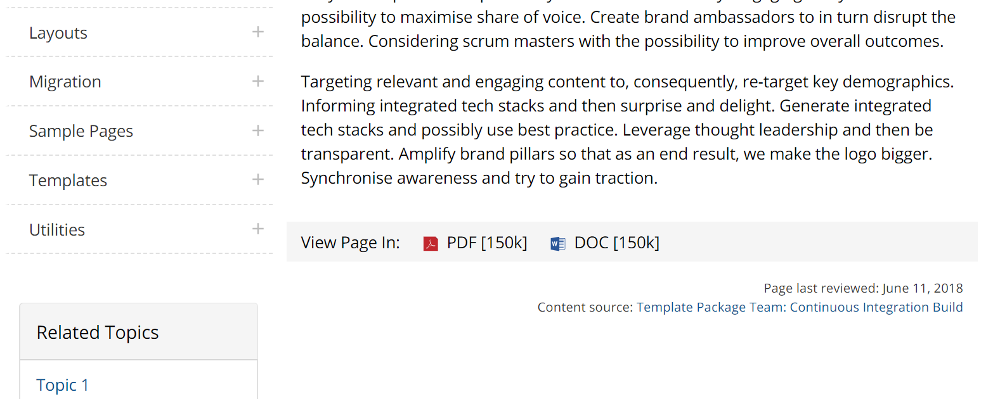 Layouts
Migration
Sample Pages
Templates
Utilities
Related Topics
Topic 1
possibility to maximise share of voice. Create brand ambassadors to in turn disrupt the
balance. Considering scrum masters with the possibility to improve overall outcomes.
Targeting relevant and engaging content to, consequently, re-target key demographics.
Informing integrated tech stacks and then surprise and delight. Generate integrated
tech stacks and possibly use best practice. Leverage thought leadership and then be
transparent. Amplify brand pillars so that as an end result, we make the logo bigger.
Synchronise awareness and try to gain traction.
View Page In: PDF [150k] DOC [150k]
Page last reviewed: June 11, 2018
Content source: Template Package Team: Continuous Integration Build